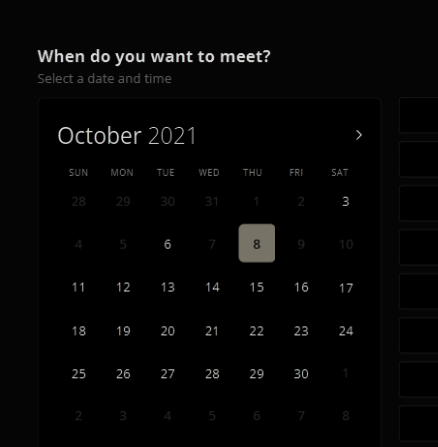 When do you want to meet?
Select a date and time
October 2021
SUN MON TUE WED THU FRI SAT
28 29 30 31 1 2 3
4 5 6 7 8 9 10
11 12 13 14 15 16 17
18 19 20 21 22 23 24
25 26 27 28 29 30 1
2 3 4 5 6 7 8